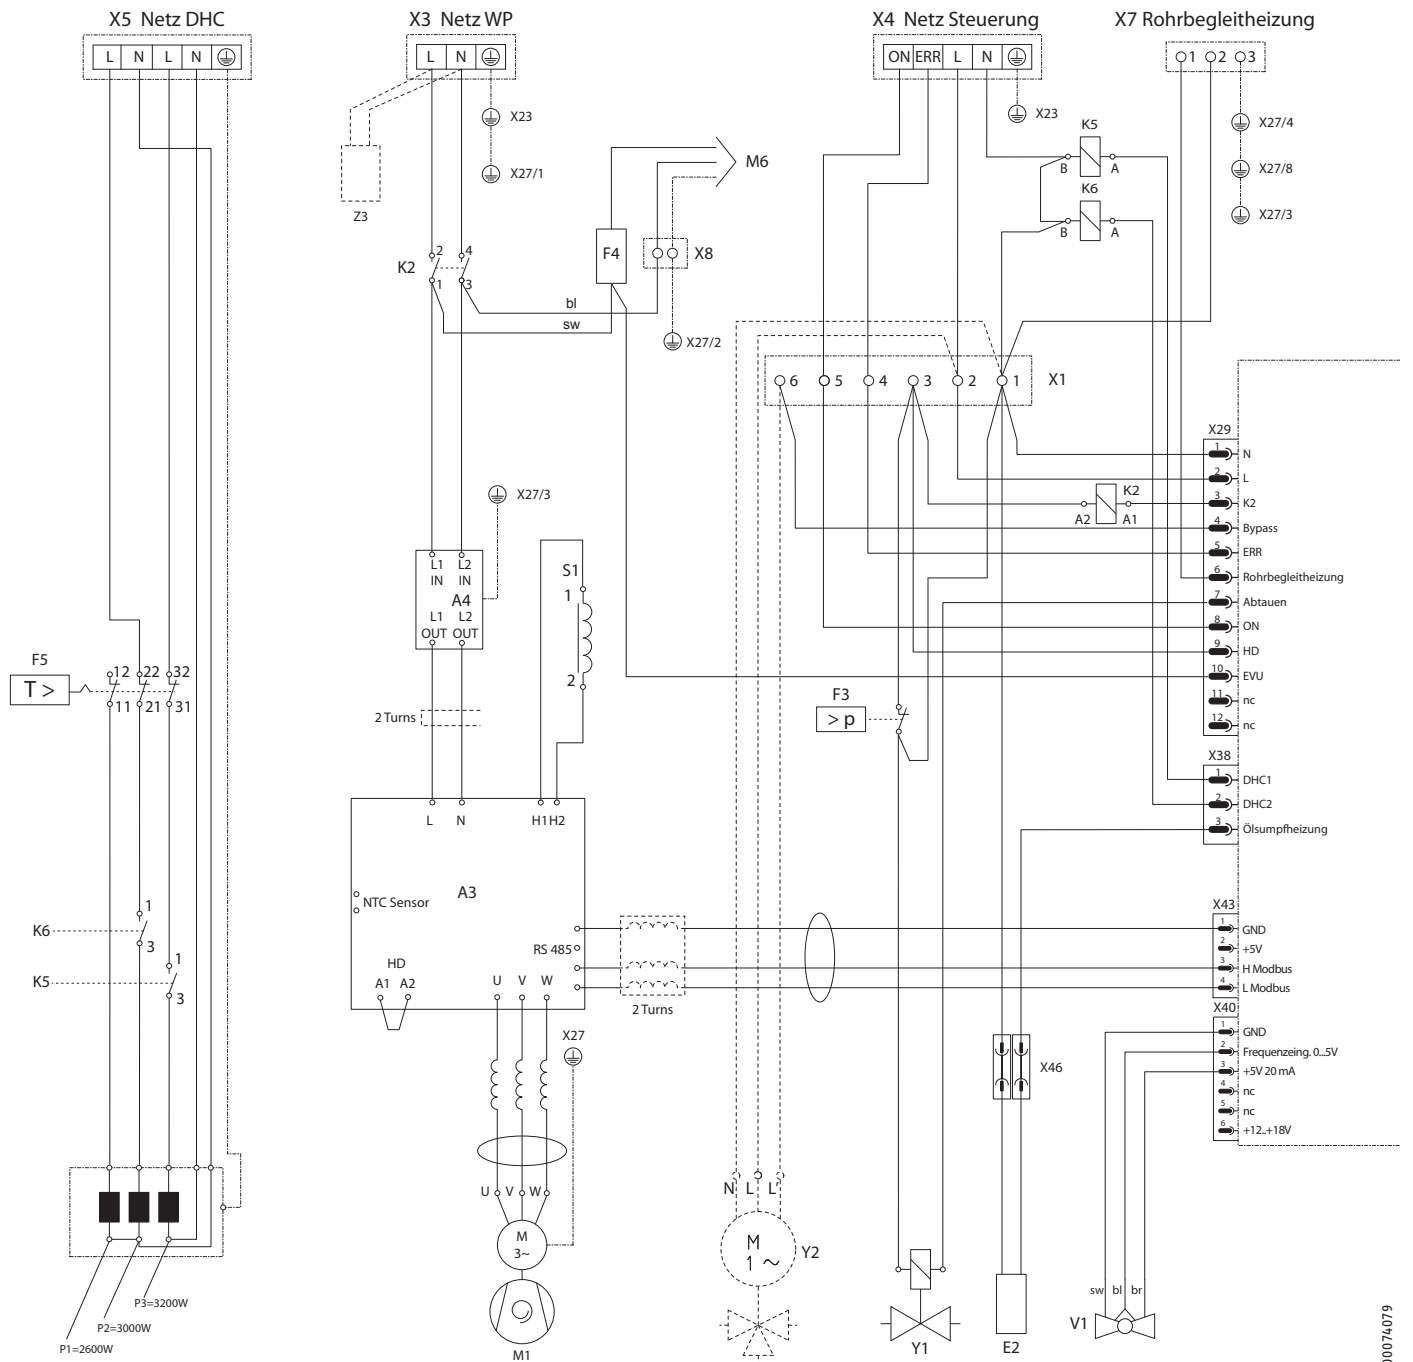 X5 Netz DHC
X3 Netz WP
X4 Netz Steuerung
X7 Rohrbegleitheizung
L N L N
L N
ON ERR L N
1 2 3
X23
X27/1
Z3
M6
X23
K5
B A
K6
B A
X27/4
X27/8
X27/3
K2
2 4
1 3
F4
X8
bl
sw
X27/2
6 5 4 3 2 1
X1
X29
1 N
2 L
3 K2
4 Bypass
5 ERR
6 Rohrbegleitheizung
7 Abtauen
8 ON
9 HD
10 EVU
11 nc
12 nc
K2
A2 A1
X27/3
L1 L2
IN IN
A4
L1 L2
OUT OUT
S1
1
2
F5
T >
12 22 32
11 21 31
2 Turns
F3
> p
X38
1 DHC1
2 DHC2
3 Ölsumpfheizung
L N H1 H2
A3
NTC Sensor
RS 485
HD
A1 A2
U V W
K6
1
3
K5
1
3
2 Turns
X43
1 GND
2 +5V
3 H Modbus
4 L Modbus
X40
1 GND
2 Frequenzeing. 0...5V
3 +5V 20 mA
4 nc
5 nc
6 +12..+18V
X27
X46
U V W
M
3~
M1
N L L'
M
1 ~
Y2
Y1
E2
sw bl br
V1
P3=3200W
P2=3000W
P1=2600W
00074079